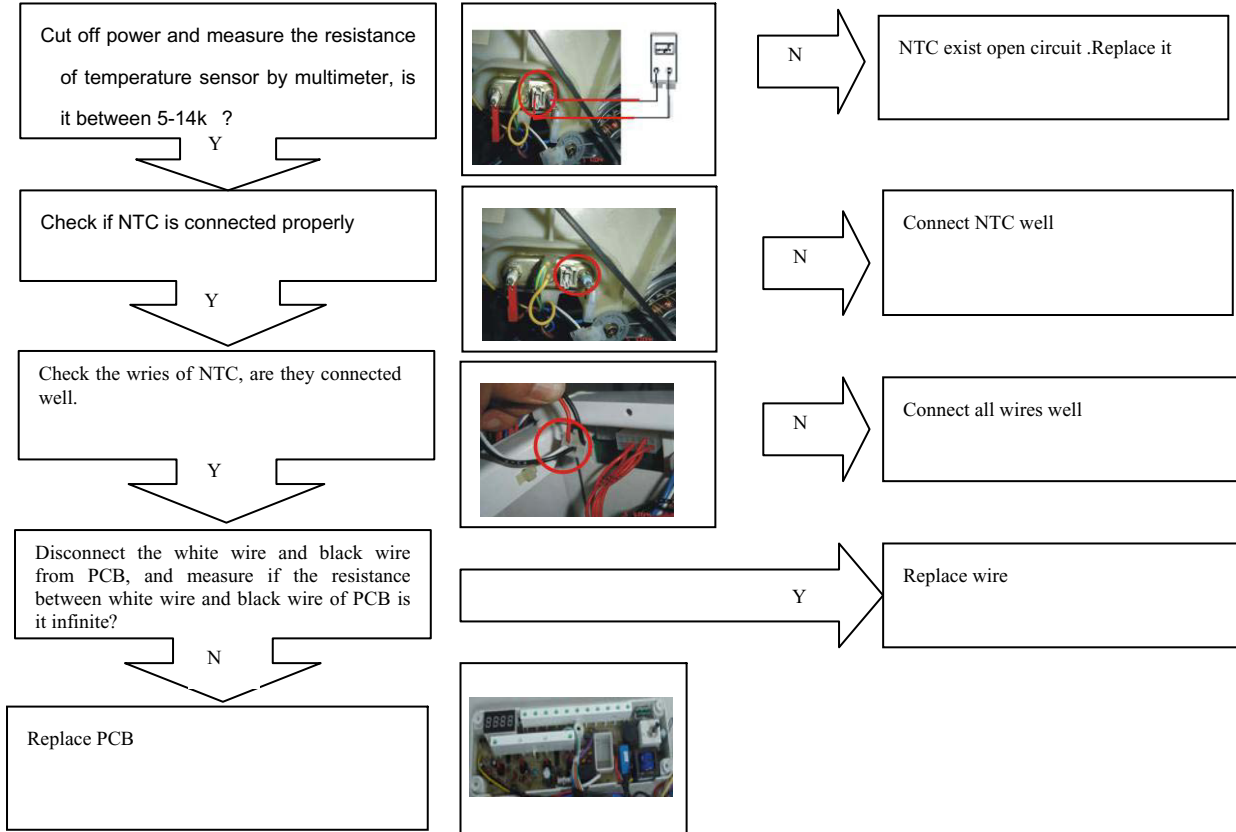 Cut off power and measure the resistance
of temperature sensor by multimeter, is
it between 5-14k ?
Y
N
NTC exist open circuit .Replace it
Check if NTC is connected properly
Y
N
Connect NTC well
Check the wries of NTC, are they connected
well.
Y
N
Connect all wires well
Disconnect the white wire and black wire
from PCB, and measure if the resistance
between white wire and black wire of PCB is
it infinite?
N
Y
Replace wire
Replace PCB